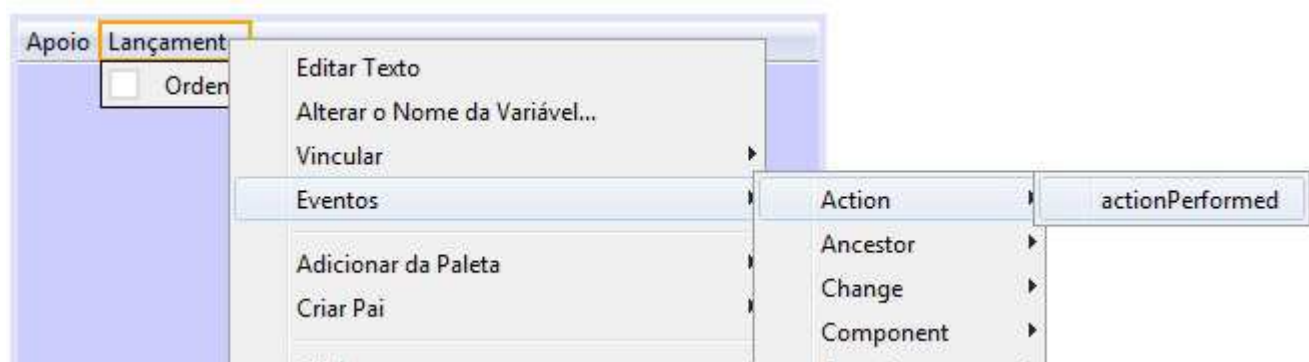 Apoio Lançament
Orden
Editar Texto
Alterar o Nome da Variável...
Vincular
Eventos
Adicionar da Paleta
Criar Pai
Action
Ancestor
Change
Component
actionPerformed